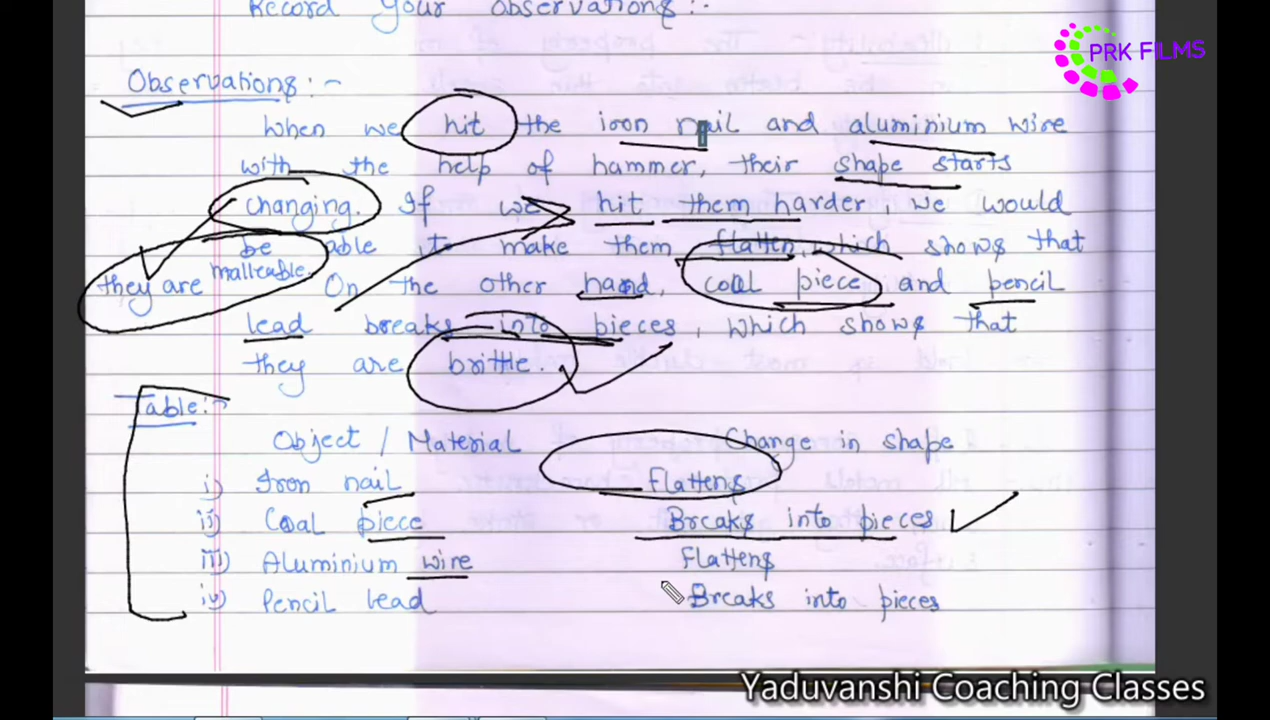 Record Your Observations:-
PRK FILMS
Observations:-
When we hit the iron nail and aluminium wire
with the help of hammer, their shape starts
changing. If we hit them harder, we would
be able to make them flatten, which shows that
they are malleable. On the other hand, coal piece and pencil
lead breaks into pieces, which shows that
they are brittle.
Table:-
Object / Material Change in shape
i) Iron nail Flattens
ii) Coal piece Breaks into pieces
iii) Aluminium wire Flattens
iv) Pencil lead Breaks into pieces
Yaduvanshi Coaching Classes